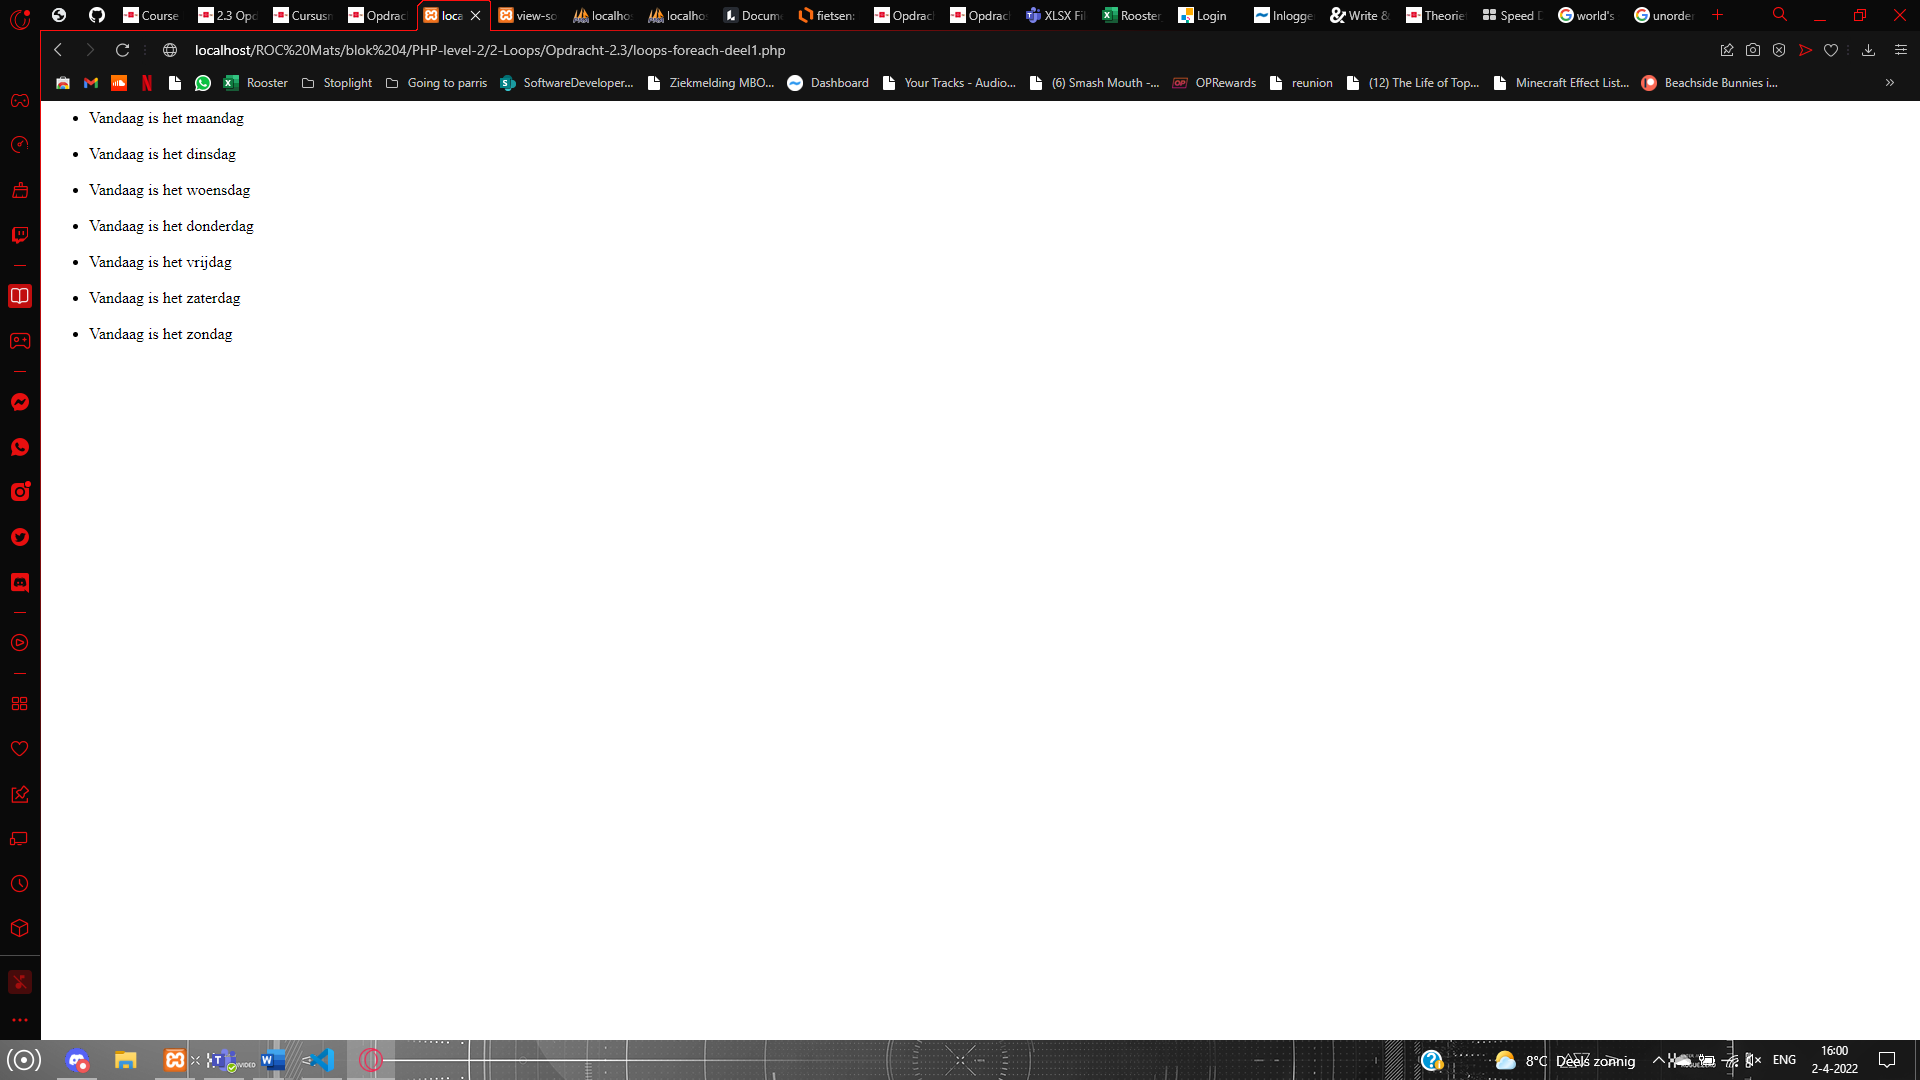 Course
2.3 Opd
Cursusm
Opdrach
loca
view-so
localhos
localhos
Docume
fietsen:
Opdrach
Opdrach
XLSX Fil
Rooster
Login
Inlogge
Write &
Theorie
Speed D
world's
unorder
localhost/ROC%20Mats/blok%204/PHP-level-2/2-Loops/Opdracht-2.3/loops-foreach-deel1.php
Rooster
Stoplight
Going to parris
SoftwareDeveloper...
Ziekmelding MBO...
Dashboard
Your Tracks - Audio...
(6) Smash Mouth -...
OPRewards
reunion
(12) The Life of Top...
Minecraft Effect List...
Beachside Bunnies i...
• Vandaag is het maandag
• Vandaag is het dinsdag
• Vandaag is het woensdag
• Vandaag is het donderdag
• Vandaag is het vrijdag
• Vandaag is het zaterdag
• Vandaag is het zondag
8°C Deels zonnig
ENG
16:00
2-4-2022